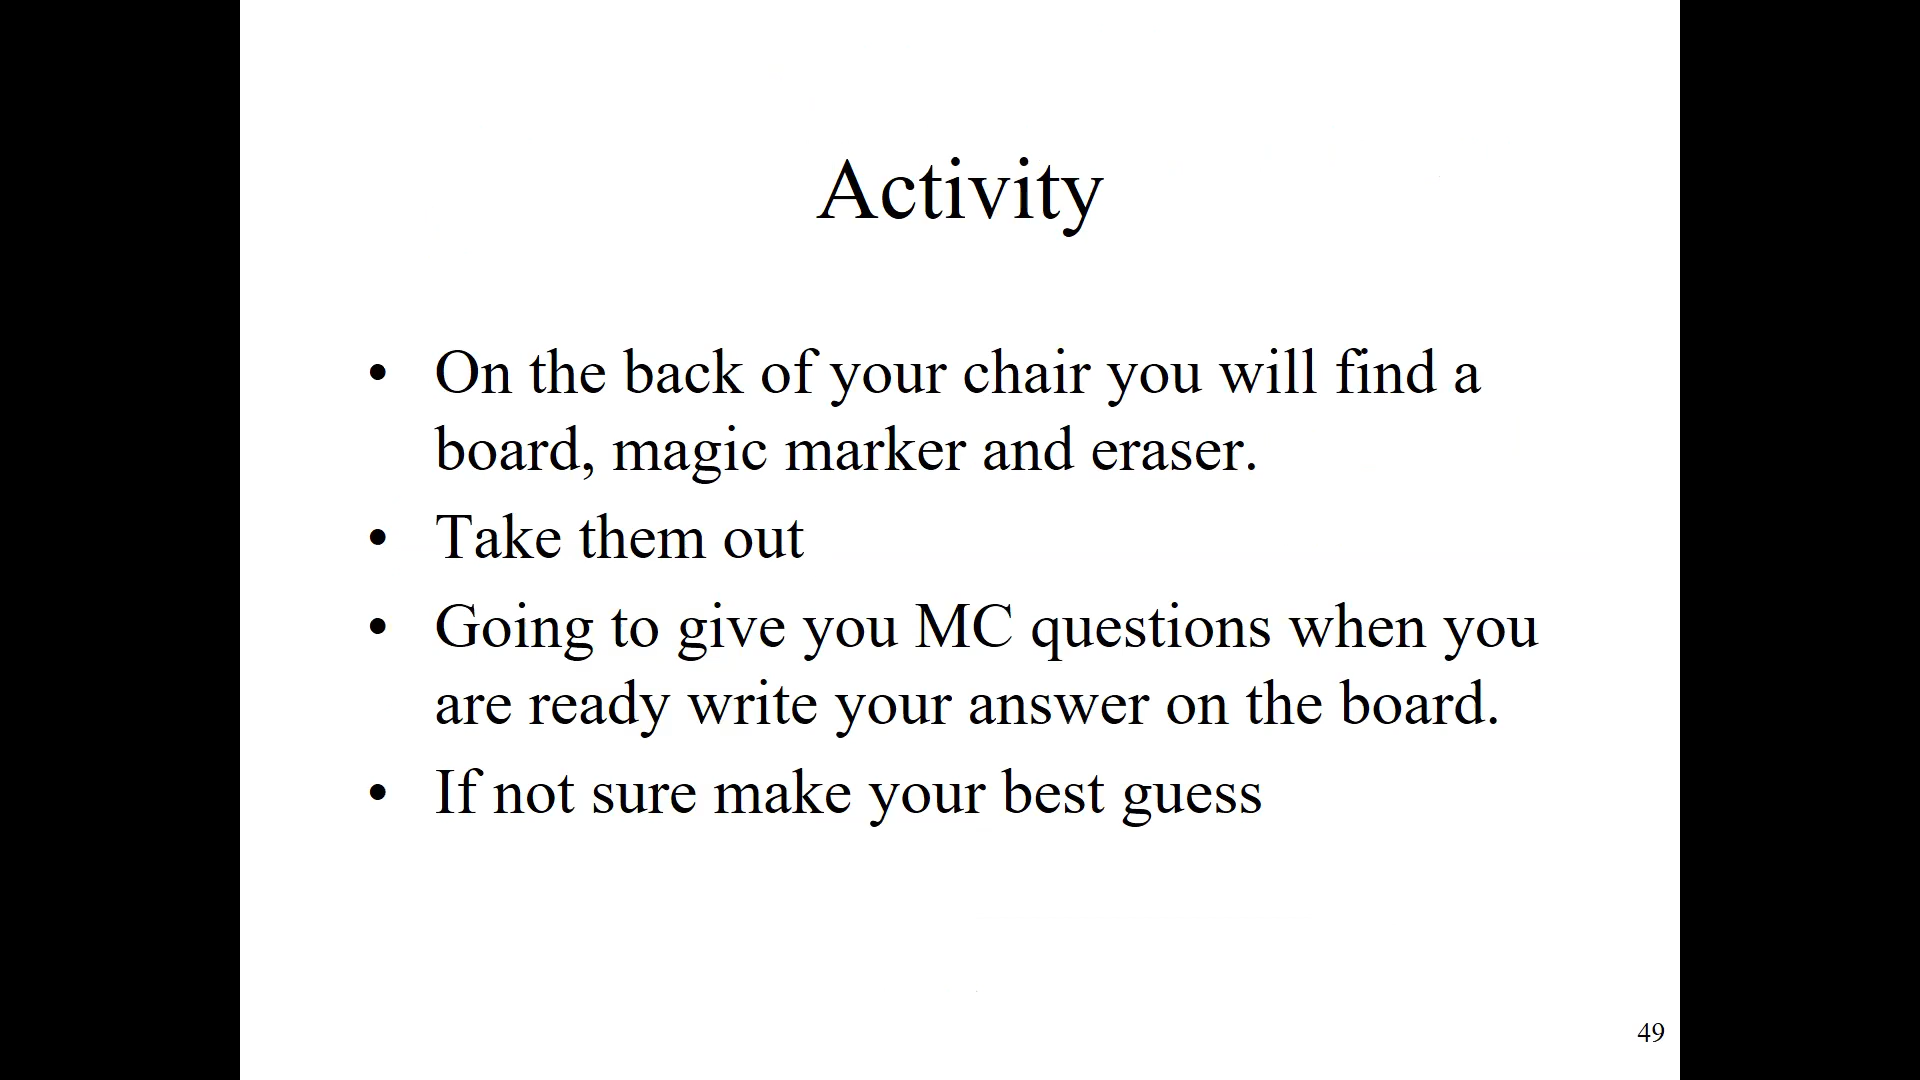 Activity
• On the back of your chair you will find a
board, magic marker and eraser.
• Take them out
• Going to give you MC questions when you
are ready write your answer on the board.
• If not sure make your best guess
49